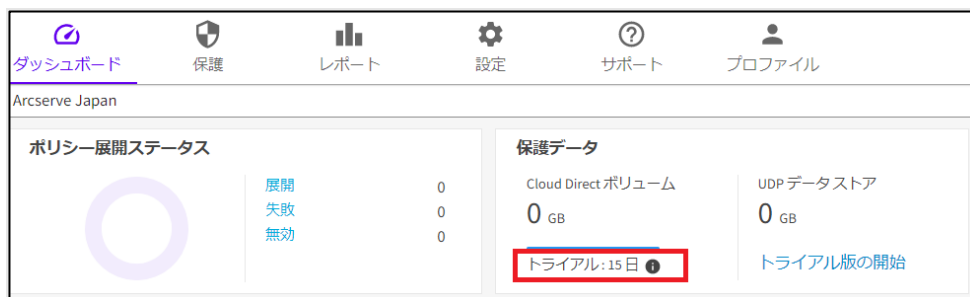 ダッシュボード 保護 レポート 設定 サポート プロファイル
Arcserve Japan
ポリシー展開ステータス
展開 0
失敗 0
無効 0
保護データ
Cloud Direct ボリューム
0 GB
トライアル : 15 日
UDP データ ストア
0 GB
トライアル版の開始